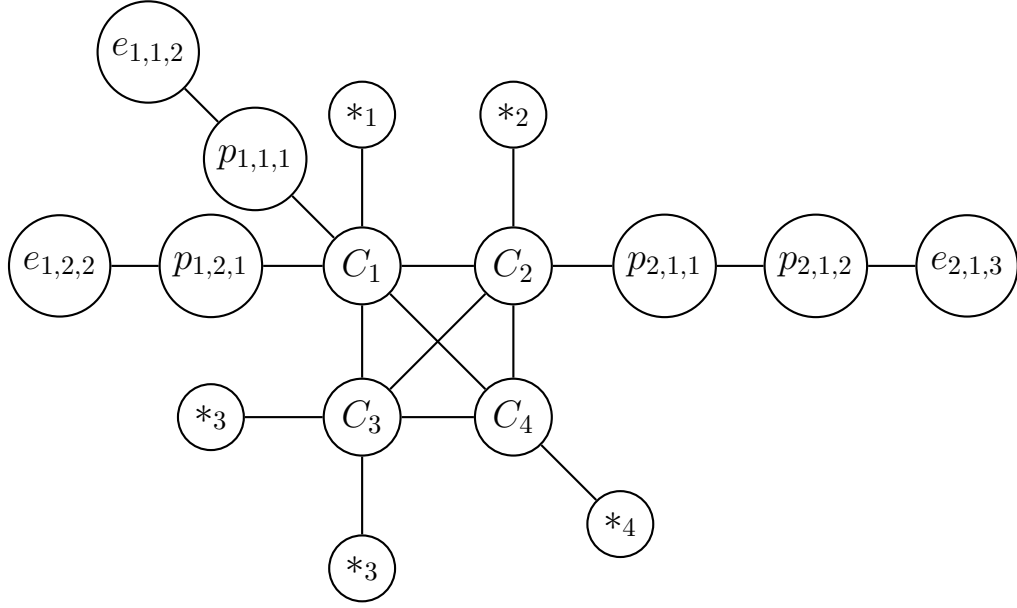 e₁,₁,₂
*₁ *₂
p₁,₁,₁
e₁,₂,₂ p₁,₂,₁ C₁ C₂ p₂,₁,₁ p₂,₁,₂ e₂,₁,₃
*₃ C₃ C₄
*₄
*₃